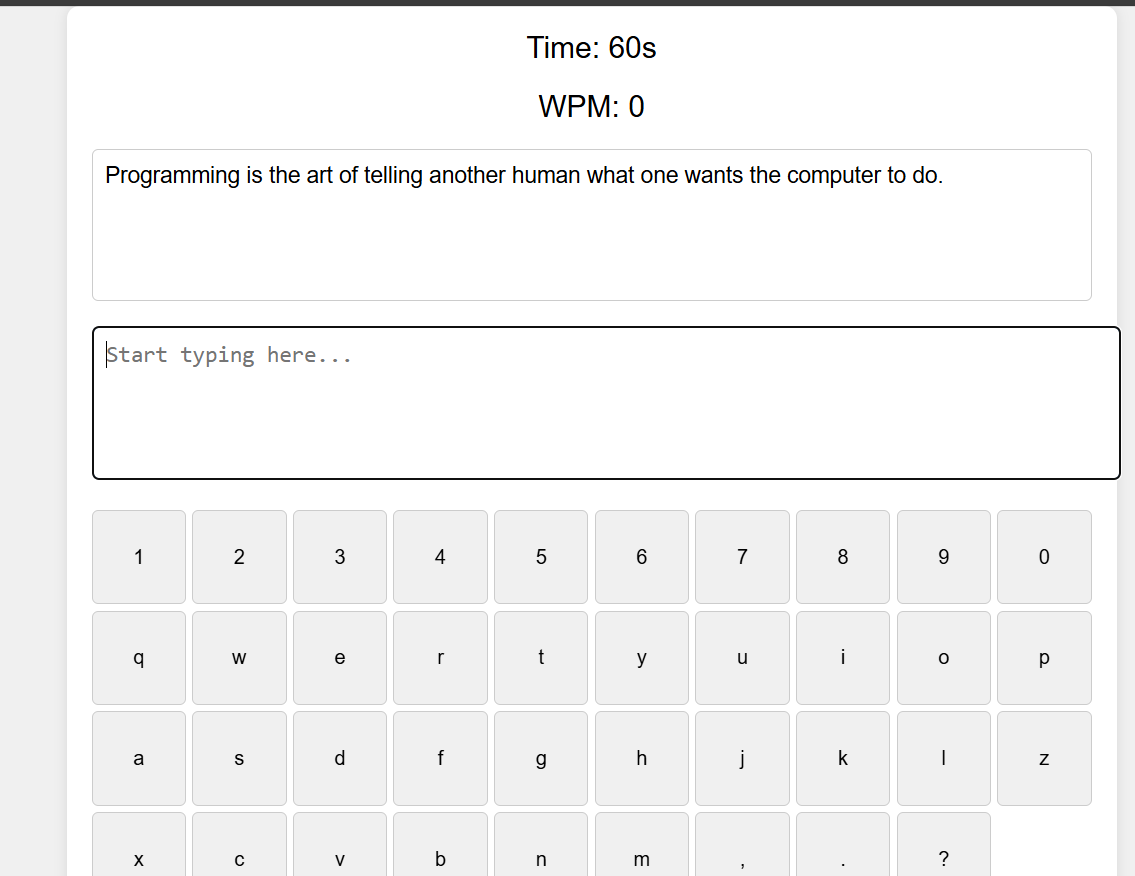 Time: 60s
WPM: 0
Programming is the art of telling another human what one wants the computer to do.
Start typing here...
1 2 3 4 5 6 7 8 9 0
q w e r t y u i o p
a s d f g h j k l z
x c v b n m , . ?